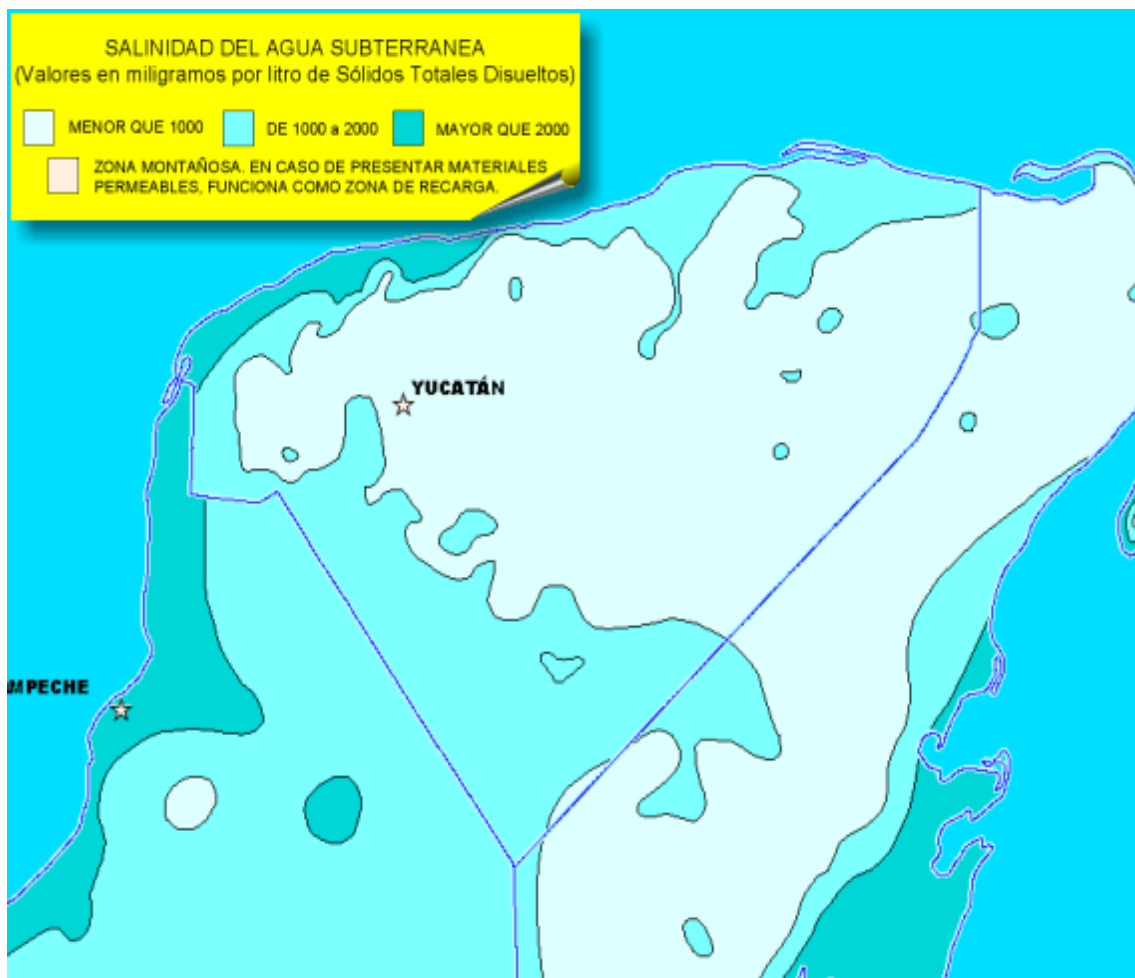 SALINIDAD DEL AGUA SUBTERRANEA
(Valores en miligramos por litro de Sólidos Totales Disueltos)
MENOR QUE 1000
DE 1000 a 2000
MAYOR QUE 2000
ZONA MONTAÑOSA. EN CASO DE PRESENTAR MATERIALES
PERMEABLES, FUNCIONA COMO ZONA DE RECARGA.
YUCATÁN
MPECHE